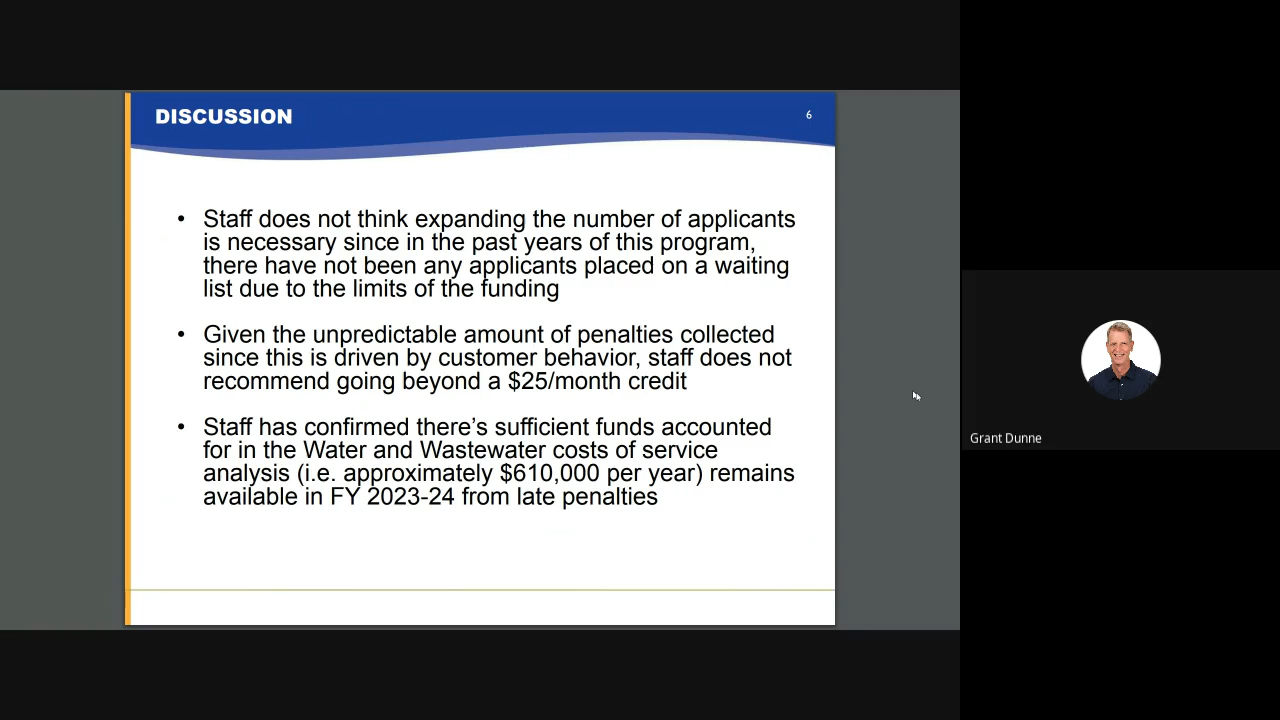 DISCUSSION
6
• Staff does not think expanding the number of applicants
is necessary since in the past years of this program,
there have not been any applicants placed on a waiting
list due to the limits of the funding
• Given the unpredictable amount of penalties collected
since this is driven by customer behavior, staff does not
recommend going beyond a $25/month credit
• Staff has confirmed there’s sufficient funds accounted
for in the Water and Wastewater costs of service
analysis (i.e. approximately $610,000 per year) remains
available in FY 2023-24 from late penalties
Grant Dunne